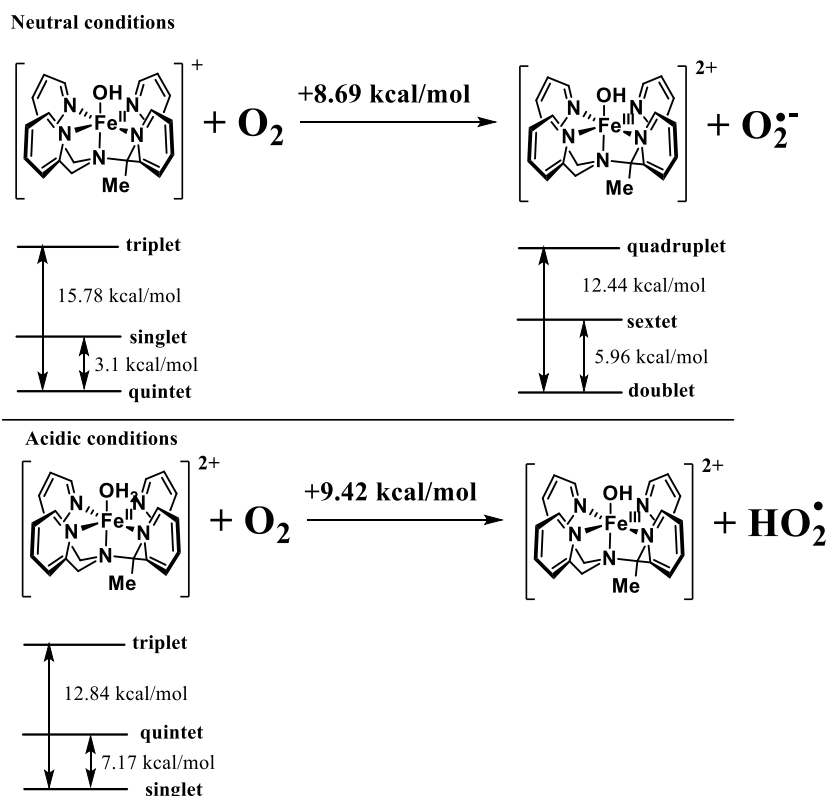 Neutral conditions
OH
N
N
Fe
II
N
N
N
Me
+
+ O2
+8.69 kcal/mol
OH
N
N
Fe
III
N
N
N
Me
2+
+ O2•-
triplet
15.78 kcal/mol
singlet
3.1 kcal/mol
quintet
quadruplet
12.44 kcal/mol
sextet
5.96 kcal/mol
doublet
Acidic conditions
OH2
N
N
Fe
II
N
N
N
Me
2+
+ O2
+9.42 kcal/mol
OH
N
N
Fe
III
N
N
N
Me
2+
+ HO2•
triplet
12.84 kcal/mol
quintet
7.17 kcal/mol
singlet